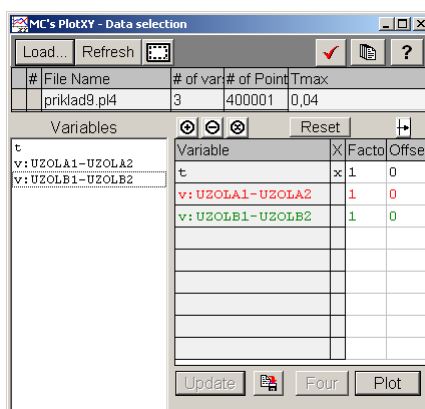 MC's PlotXY - Data selection
Load... Refresh ?
# File Name # of var: # of Point Tmax
priklad9.pl4 3 400001 0,04
Variables Reset
t
v:UZOLA1-UZOLA2
v:UZOLB1-UZOLB2
Variable X Facto Offse
t x 1 0
v:UZOLA1-UZOLA2 1 0
v:UZOLB1-UZOLB2 1 0
Update Four Plot